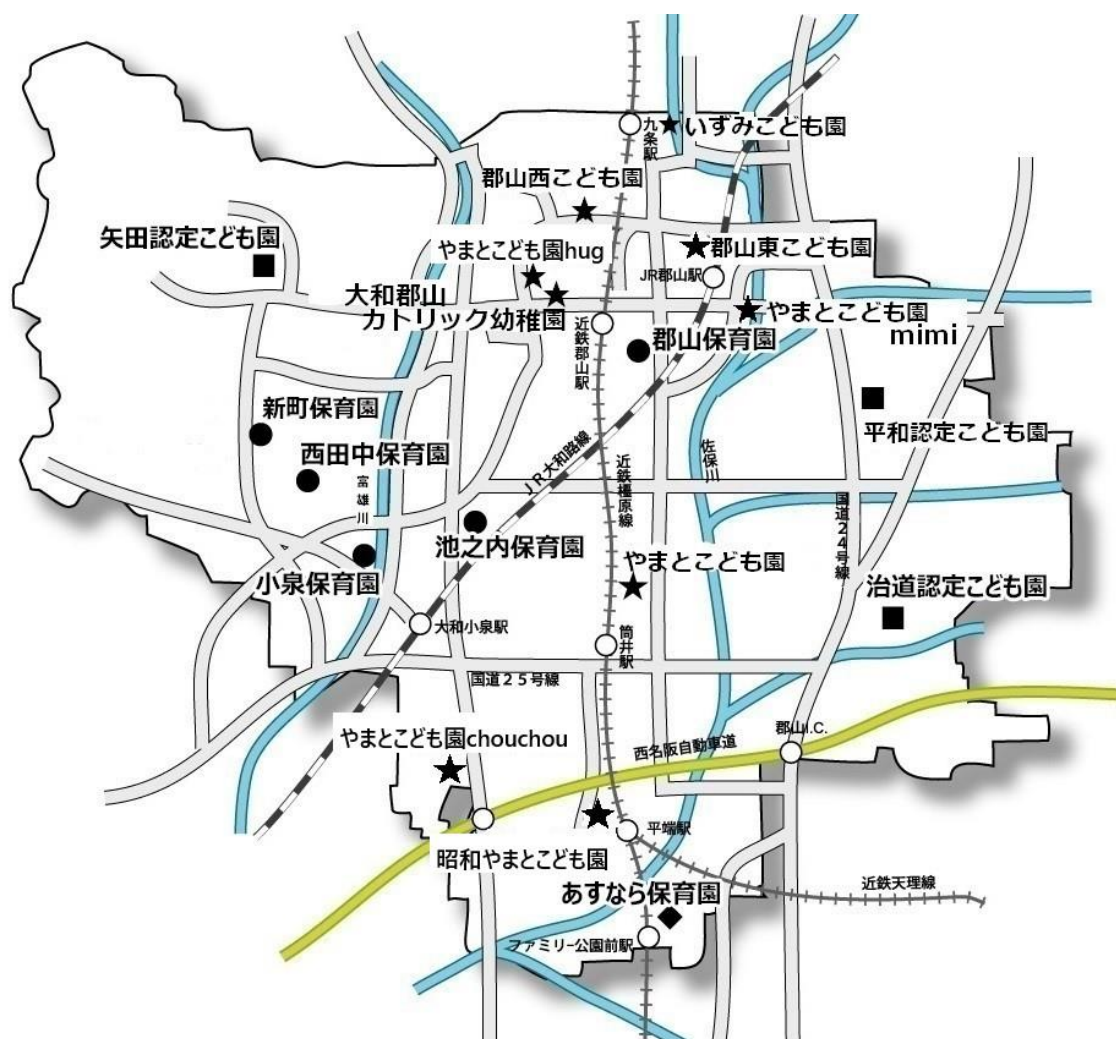 九条駅
いずみこども園
郡山西こども園
矢田認定こども園
やまとこども園hug
郡山東こども園
JR郡山駅
大和郡山
カトリック幼稚園
やまとこども園
mimi
近鉄郡山駅
郡山保育園
新町保育園
平和認定こども園
西田中保育園
JR大和路線
近鉄橿原線
佐保川
富雄川
国道24号線
池之内保育園
やまとこども園
小泉保育園
治道認定こども園
大和小泉駅
筒井駅
国道25号線
やまとこども園chouchou
西名阪自動車道
郡山I.C.
平端駅
昭和やまとこども園
あすなら保育園
近鉄天理線
ファミリー公園前駅